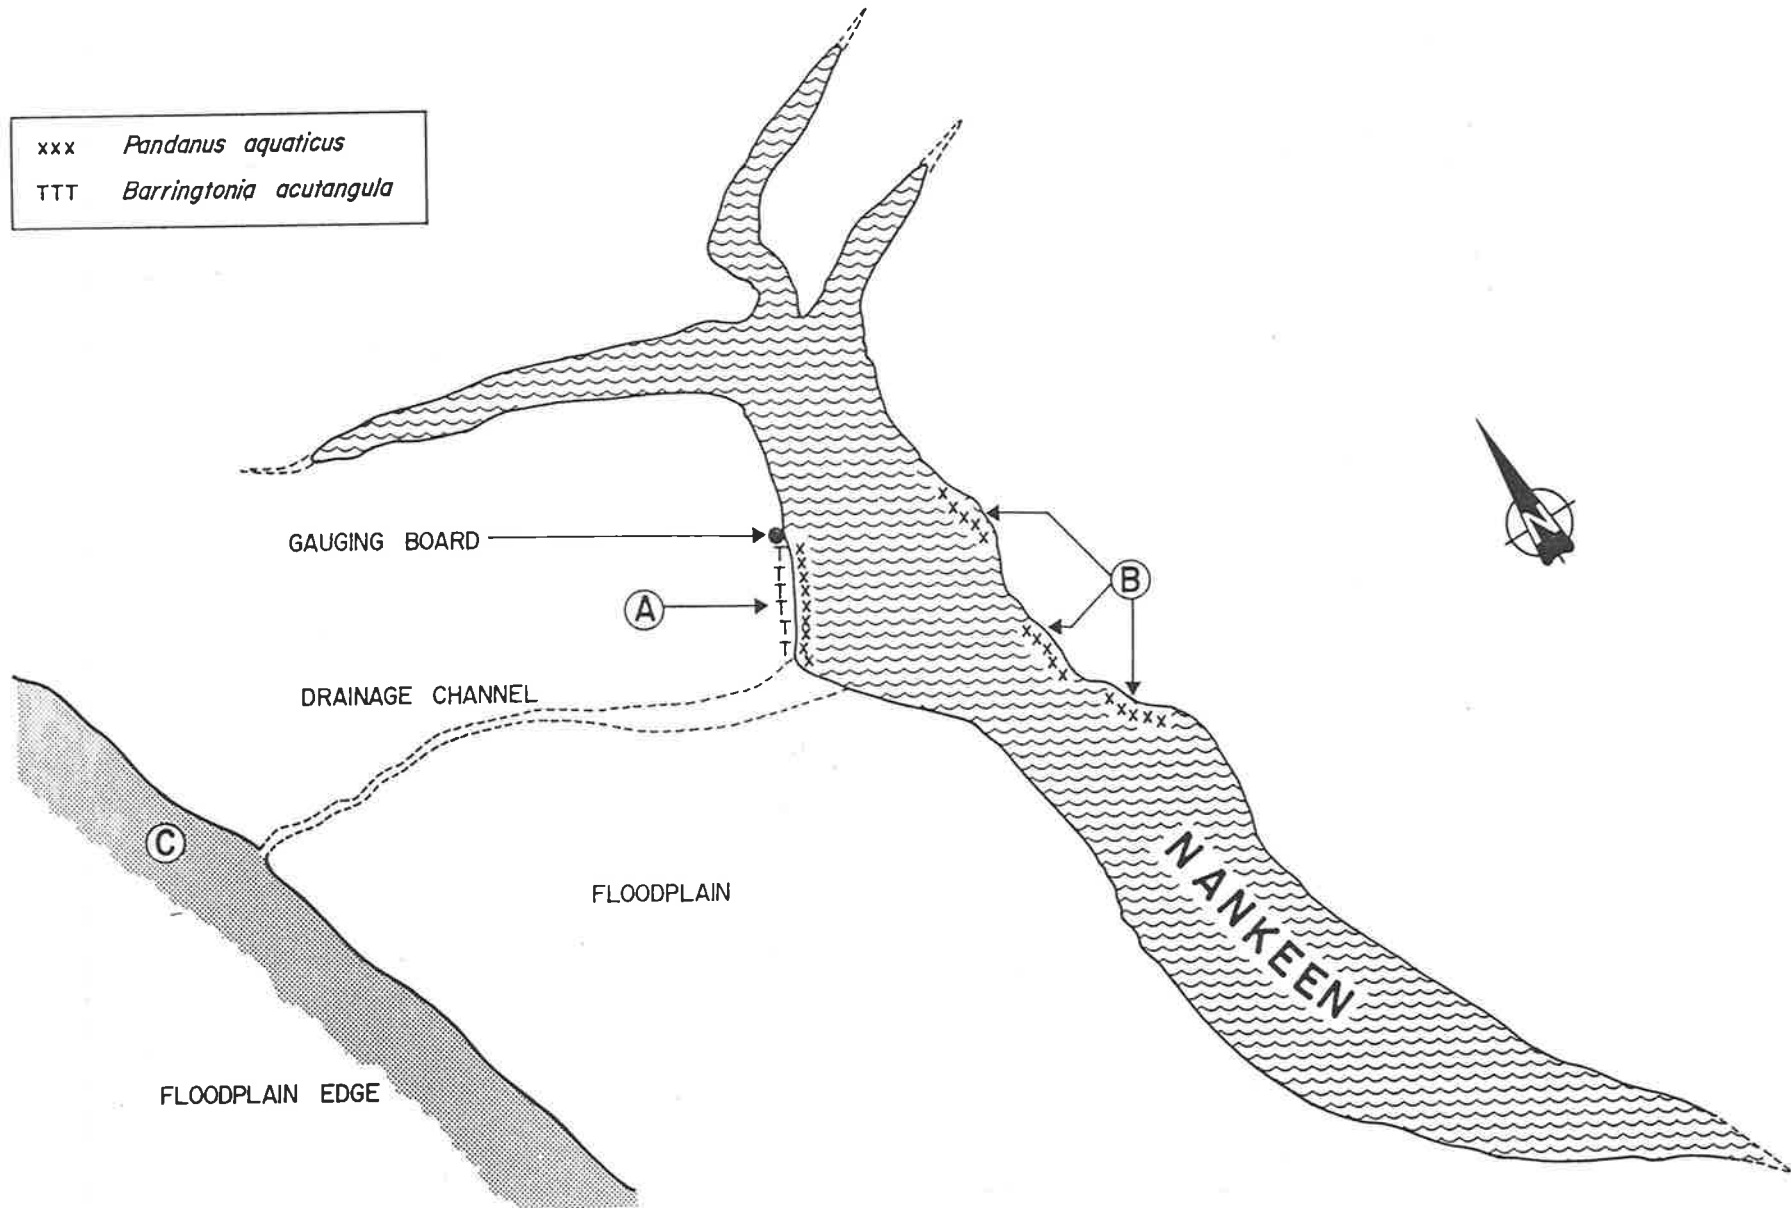 xxx Pandanus aquaticus
TTT Barringtonia acutangula
GAUGING BOARD
A
B
N
DRAINAGE CHANNEL
C
FLOODPLAIN
NANKEEN
FLOODPLAIN EDGE